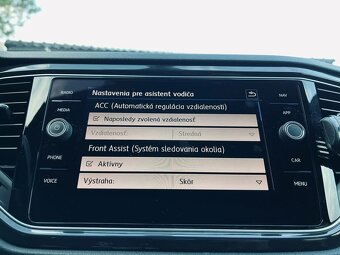 Nastavenia pre asistent vodiča
ACC (Automatická regulácia vzdialenosti)
Naposledy zvolená vzdialenosť
Vzdialenosť: Stredná
Front Assist (Systém sledovania okolia)
Aktívny
Výstraha: Skôr
RADIO
MEDIA
PHONE
VOICE
NAV
APP
CAR
MENU